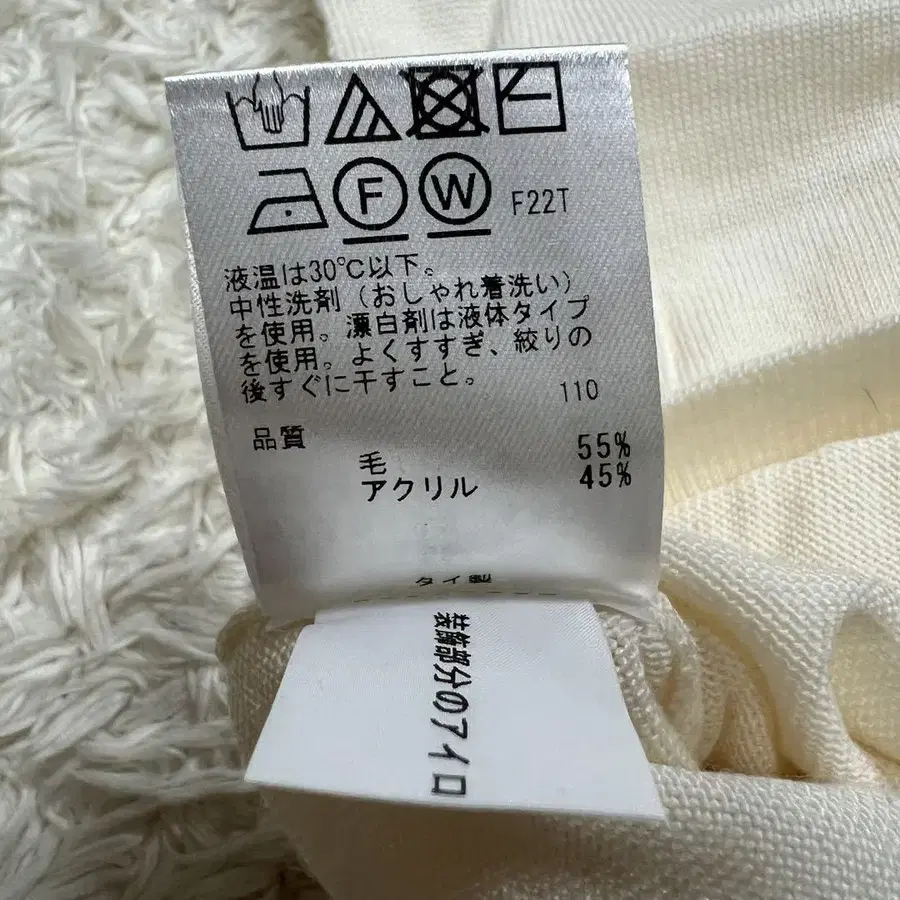 F
W
F22T
液温は30℃以下。
中性洗剤（おしゃれ着洗い）
を使用。漂白剤は液体タイプ
を使用。よくすすぎ、絞りの
後すぐに干すこと。
110
品質
毛 55%
アクリル 45%
タイ製
衣飾部分のアイロ